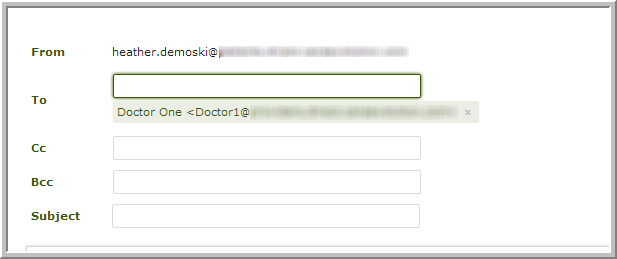 From heather.demoski@
To
Doctor One <Doctor1@ ×
Cc
Bcc
Subject